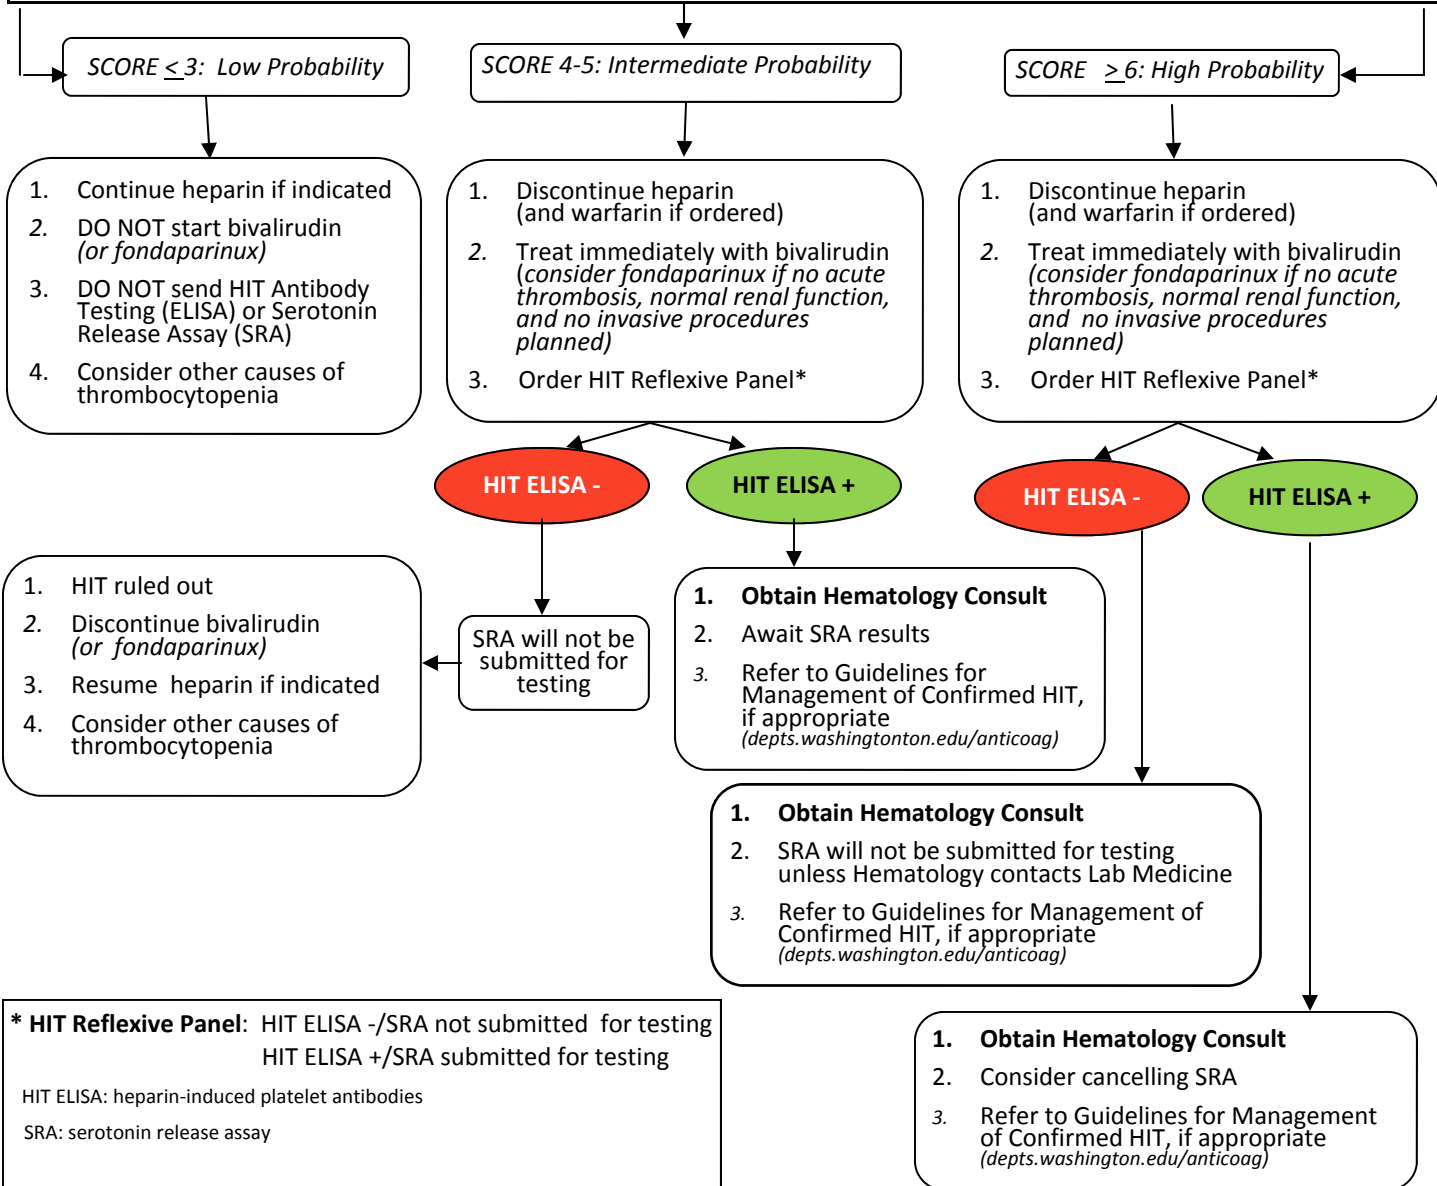 SCORE < 3: Low Probability
SCORE 4-5: Intermediate Probability
SCORE > 6: High Probability
1. Continue heparin if indicated
2. DO NOT start bivalirudin
(or fondaparinux)
3. DO NOT send HIT Antibody
Testing (ELISA) or Serotonin
Release Assay (SRA)
4. Consider other causes of
thrombocytopenia
1. Discontinue heparin
(and warfarin if ordered)
2. Treat immediately with bivalirudin
(consider fondaparinux if no acute
thrombosis, normal renal function,
and no invasive procedures
planned)
3. Order HIT Reflexive Panel*
1. Discontinue heparin
(and warfarin if ordered)
2. Treat immediately with bivalirudin
(consider fondaparinux if no acute
thrombosis, normal renal function,
and no invasive procedures
planned)
3. Order HIT Reflexive Panel*
HIT ELISA -
HIT ELISA +
HIT ELISA -
HIT ELISA +
1. HIT ruled out
2. Discontinue bivalirudin
(or fondaparinux)
3. Resume heparin if indicated
4. Consider other causes of
thrombocytopenia
SRA will not be
submitted for
testing
1. Obtain Hematology Consult
2. Await SRA results
3. Refer to Guidelines for
Management of Confirmed HIT,
if appropriate
(depts.washingtonton.edu/anticoag)
1. Obtain Hematology Consult
2. SRA will not be submitted for testing
unless Hematology contacts Lab Medicine
3. Refer to Guidelines for Management of
Confirmed HIT, if appropriate
(depts.washington.edu/anticoag)
* HIT Reflexive Panel: HIT ELISA -/SRA not submitted for testing
HIT ELISA +/SRA submitted for testing
HIT ELISA: heparin-induced platelet antibodies
SRA: serotonin release assay
1. Obtain Hematology Consult
2. Consider cancelling SRA
3. Refer to Guidelines for Management
of Confirmed HIT, if appropriate
(depts.washington.edu/anticoag)